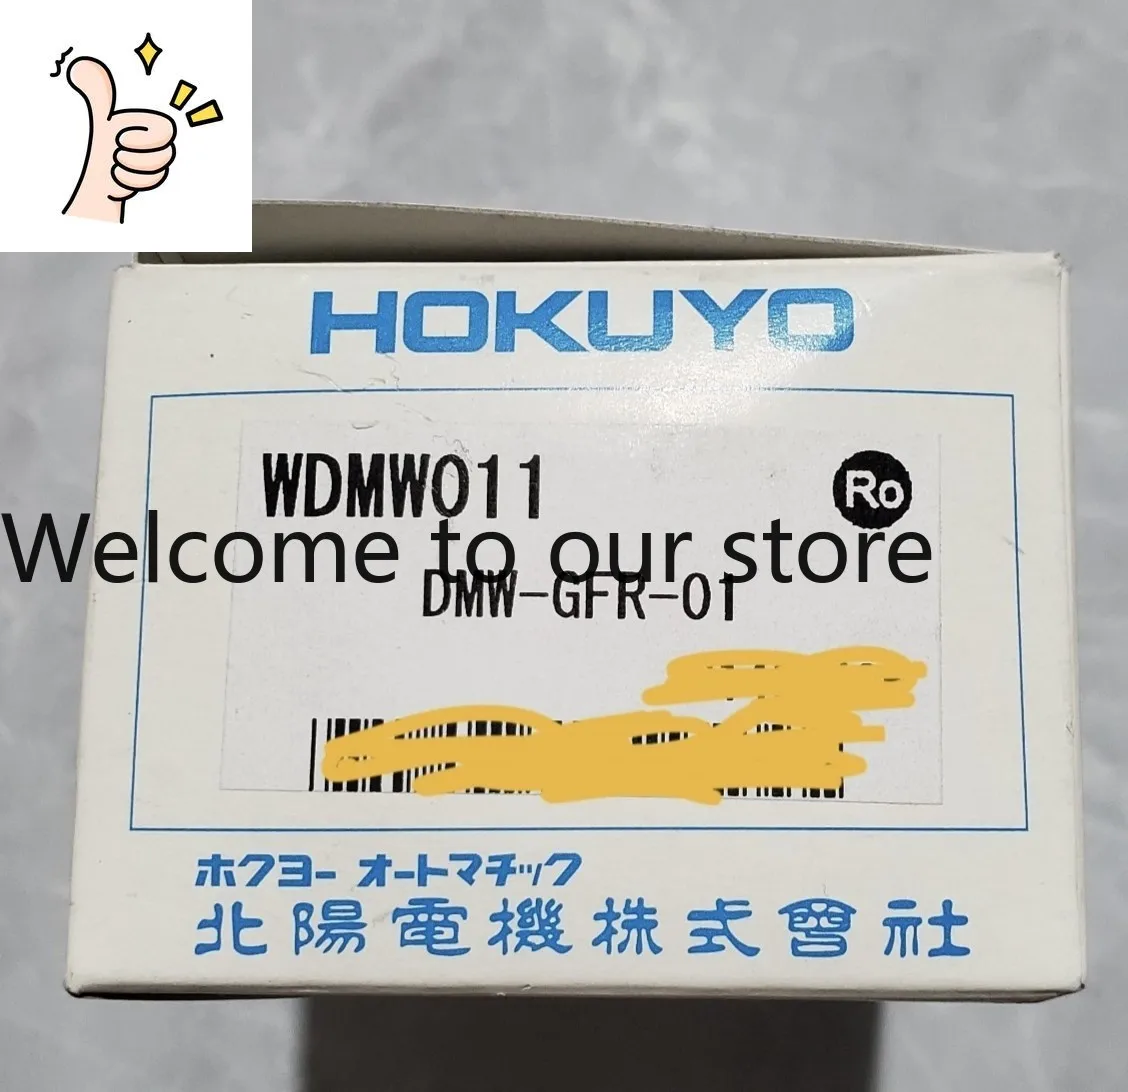 HOKUYO
WDMW011
Ro
Welcome to our store
DMW-GFR-01
ホクヨー オートマチック
北陽電機株式會社